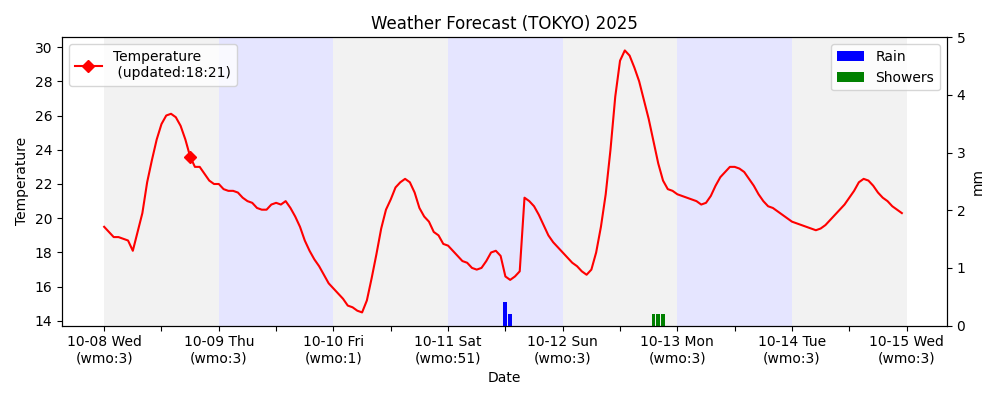 Weather Forecast (TOKYO) 2025
Temperature
(updated:18:21)
Rain
Showers
30
28
26
24
22
20
18
16
14
Temperature
5
4
3
2
1
0
mm
10-08 Wed
(wmo:3)
10-09 Thu
(wmo:3)
10-10 Fri
(wmo:1)
10-11 Sat
(wmo:51)
10-12 Sun
(wmo:3)
10-13 Mon
(wmo:3)
10-14 Tue
(wmo:3)
10-15 Wed
(wmo:3)
Date